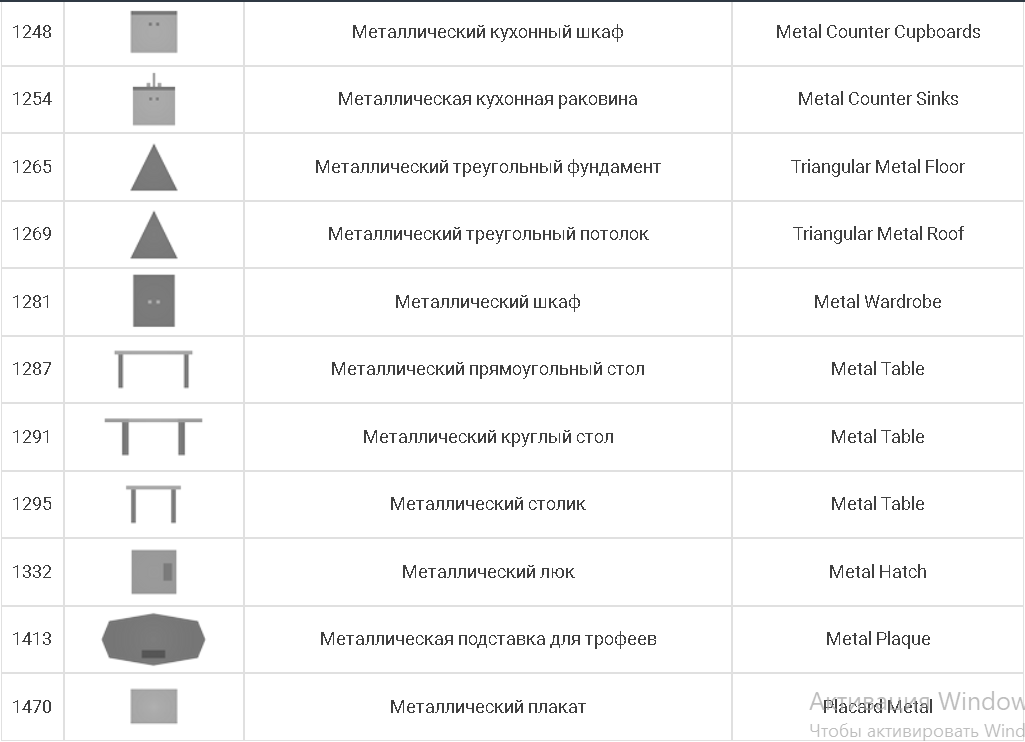 1248 Металлический кухонный шкаф Metal Counter Cupboards
1254 Металлическая кухонная раковина Metal Counter Sinks
1265 Металлический треугольный фундамент Triangular Metal Floor
1269 Металлический треугольный потолок Triangular Metal Roof
1281 Металлический шкаф Metal Wardrobe
1287 Металлический прямоугольный стол Metal Table
1291 Металлический круглый стол Metal Table
1295 Металлический столик Metal Table
1332 Металлический люк Metal Hatch
1413 Металлическая подставка для трофеев Metal Plaque
Активация Window
1470 Металлический плакат Placard Metal
Чтобы активировать Wind